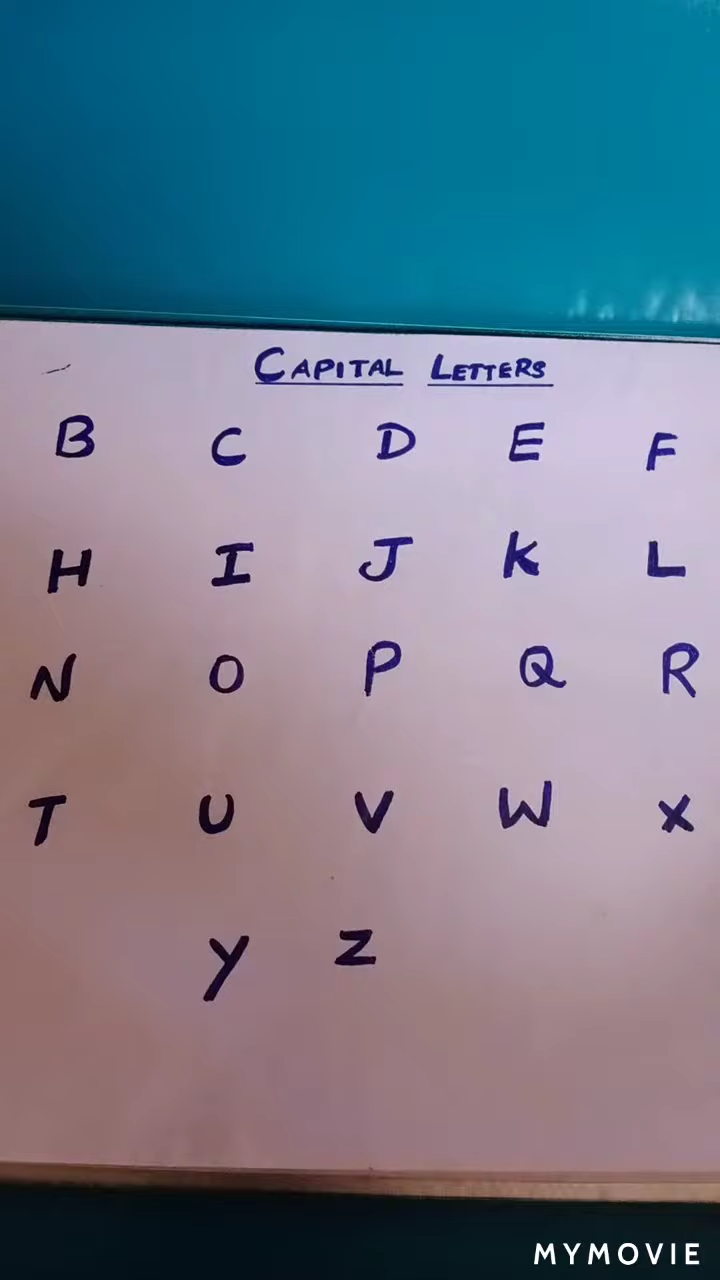 CAPITAL LETTERS
B C D E F
H I J K L
N O P Q R
T U V W X
Y Z
MYMOVIE